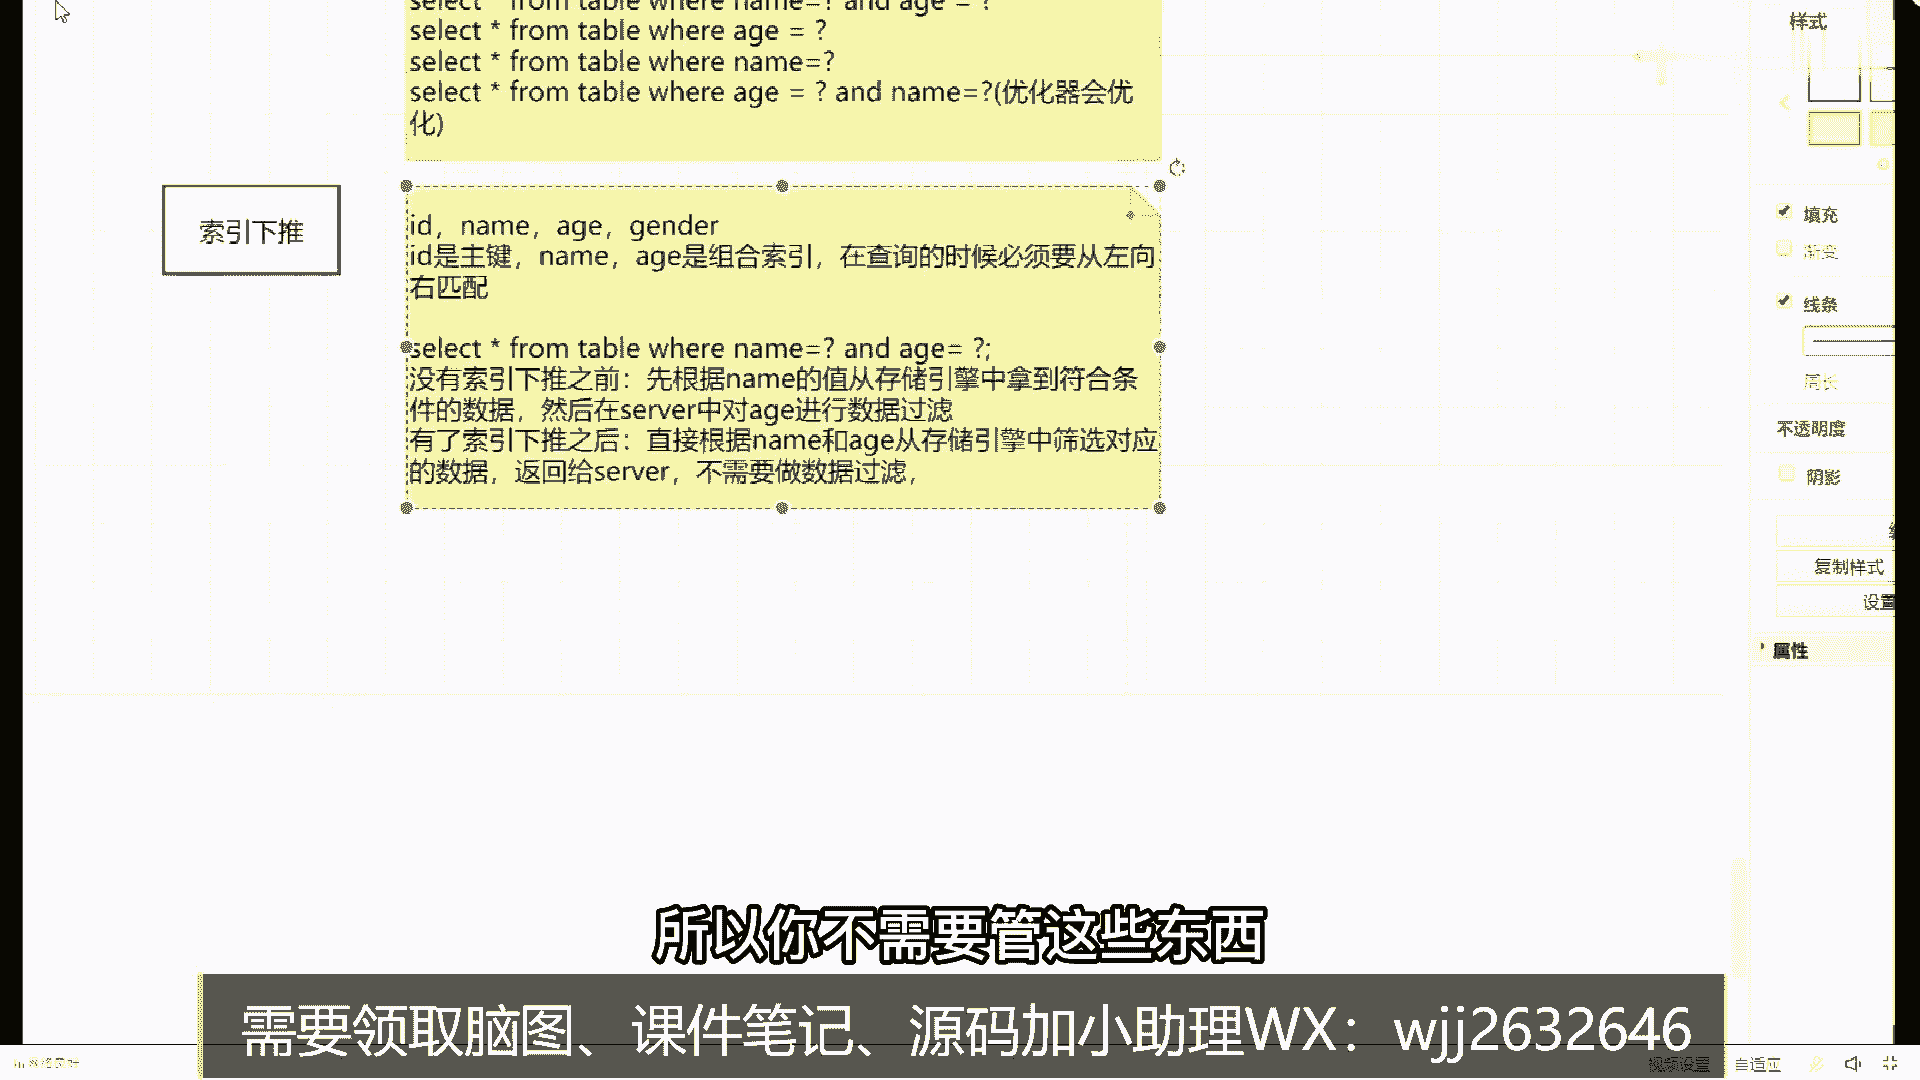 select * from table where name=? and age = ?
select * from table where age = ?
select * from table where name=?
select * from table where age = ? and name=?(优化器会优
化)
索引下推
id，name，age，gender
id是主键，name，age是组合索引，在查询的时候必须要从左向
右匹配
select * from table where name=? and age= ?;
没有索引下推之前：先根据name的值从存储引擎中拿到符合条
件的数据，然后在server中对age进行数据过滤
有了索引下推之后：直接根据name和age从存储引擎中筛选对应
的数据，返回给server，不需要做数据过滤，
样式
填充
渐变
线条
不透明度
阴影
复制样式
设置
属性
所以你不需要管这些东西
需要领取脑图、课件笔记、源码加小助理WX：wjj2632646
视频设置
自适应